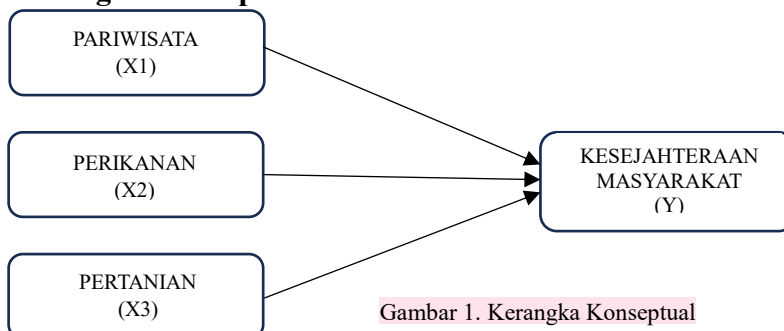 PARIWISATA
(X1)
PERIKANAN
(X2)
PERTANIAN
(X3)
KESEJAHTERAAN
MASYARAKAT
(Y)
Gambar 1. Kerangka Konseptual